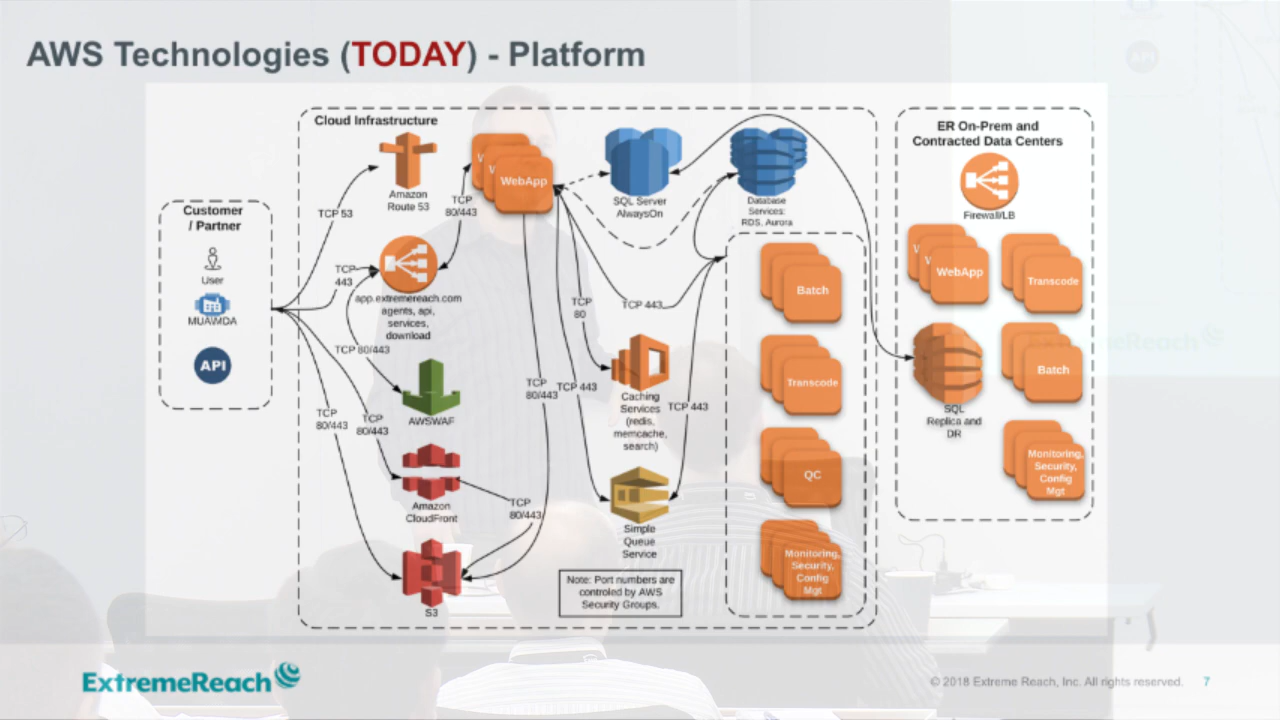 AWS Technologies (TODAY) - Platform
Cloud Infrastructure
Customer
/ Partner
User
MUA\MDA
API
TCP 53
TCP
443
TCP 80/443
TCP
80/443
TCP
80/443
Amazon
Route 53
TCP
80/443
app.extremereach.com
agents, api,
services,
download
AWSWAF
Amazon
CloudFront
TCP
80/443
S3
V
V
WebApp
TCP
80/443
TCP 443
TCP
80
TCP 443
TCP 443
SQL Server
AlwaysOn
Database
Services:
RDS, Aurora
Caching
Services
(redis,
memcache,
search)
Simple
Queue
Service
Note: Port numbers are
controled by AWS
Security Groups.
Batch
Transcode
QC
Monitoring,
Security,
Config
Mgt
ER On-Prem and
Contracted Data Centers
Firewall/LB
V
V
WebApp
Transcode
SQL
Replica and
DR
Batch
Monitoring,
Security,
Config
Mgt
ExtremeReach
© 2018 Extreme Reach, Inc. All rights reserved.
7